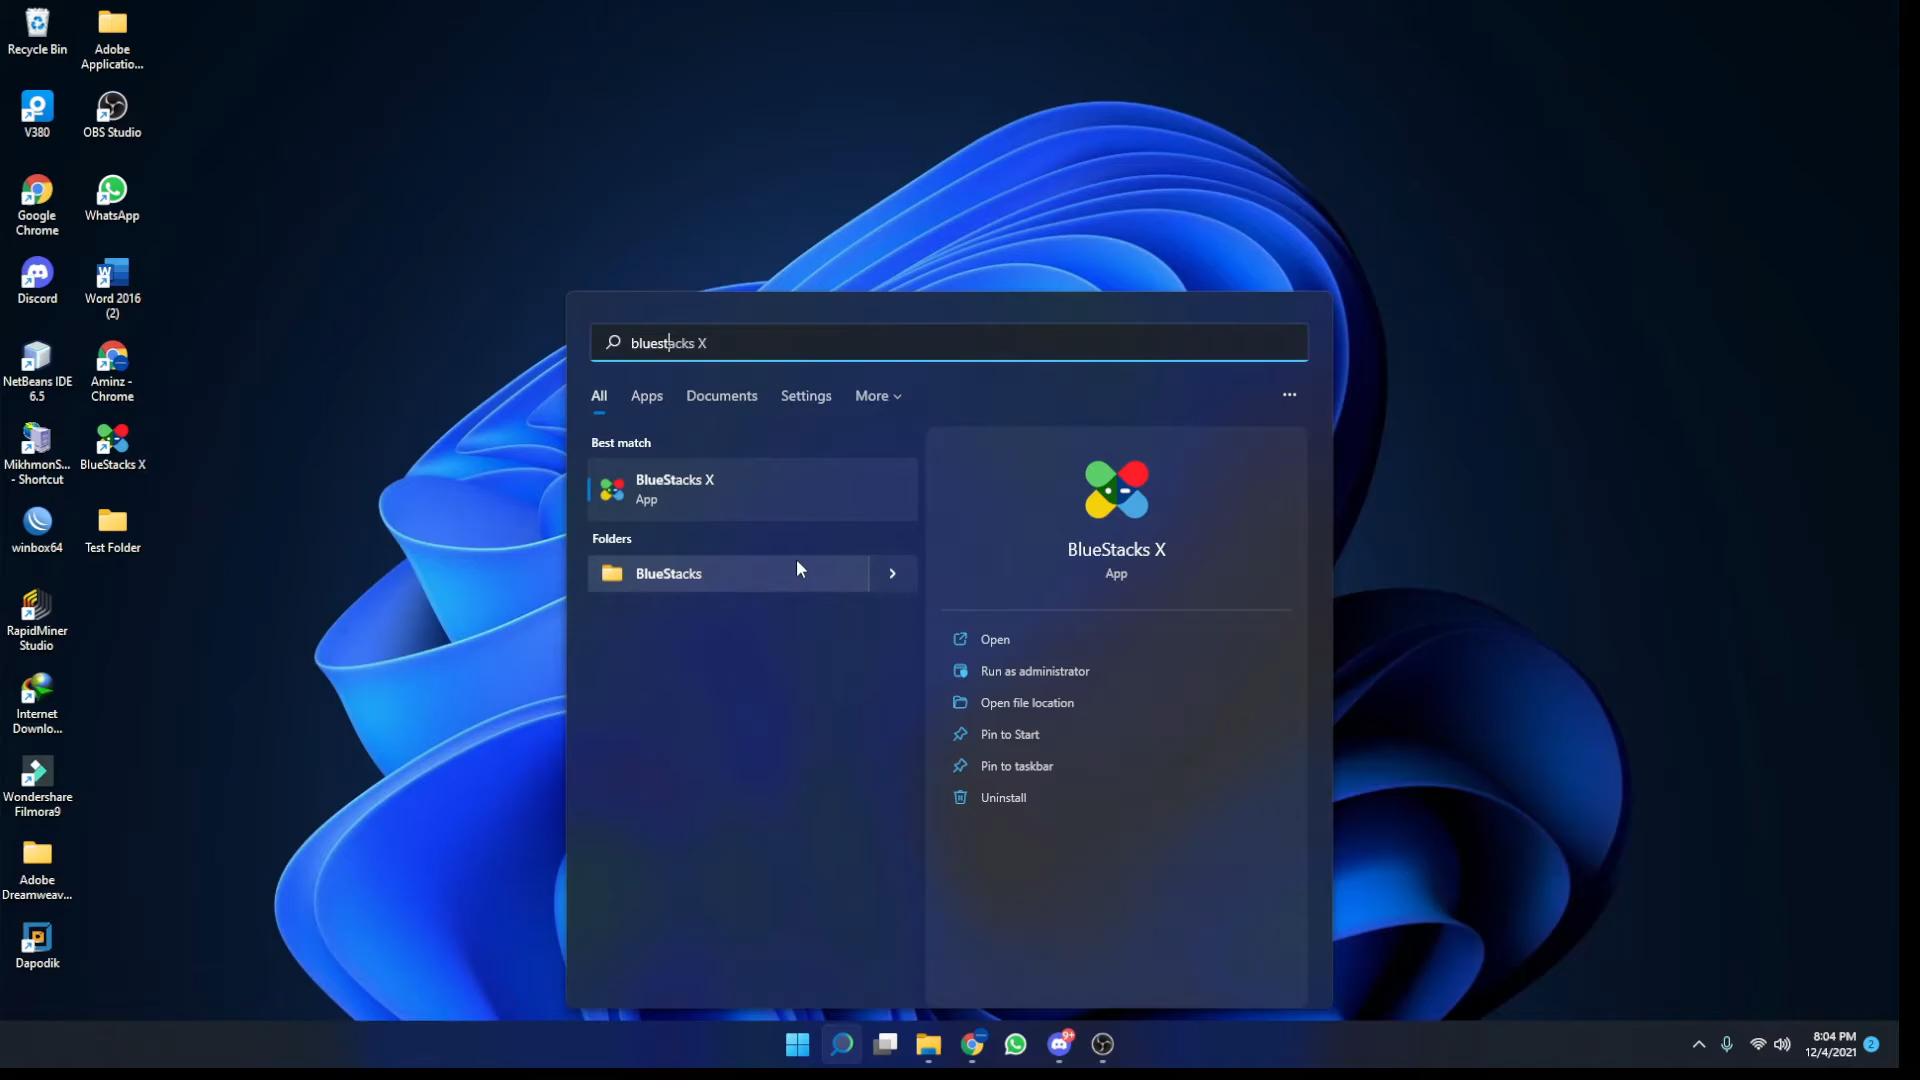 Recycle Bin
Adobe
Applicatio...
V380
OBS Studio
Google
Chrome
WhatsApp
Discord
Word 2016
(2)
NetBeans IDE
6.5
Aminz -
Chrome
MikhmonS...
- Shortcut
BlueStacks X
winbox64
Test Folder
RapidMiner
Studio
Internet
Downlo...
Wondershare
Filmora9
Adobe
Dreamweav...
Dapodik
bluestacks X
All
Apps
Documents
Settings
More
Best match
BlueStacks X
App
Folders
BlueStacks
BlueStacks X
App
Open
Run as administrator
Open file location
Pin to Start
Pin to taskbar
Uninstall
9+
8:04 PM
12/4/2021
2